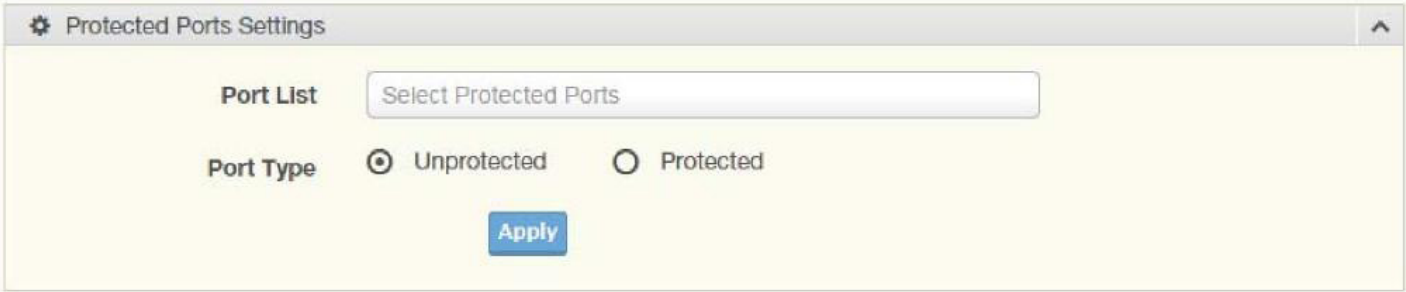 Protected Ports Settings
Port List Select Protected Ports
Port Type Unprotected Protected
Apply